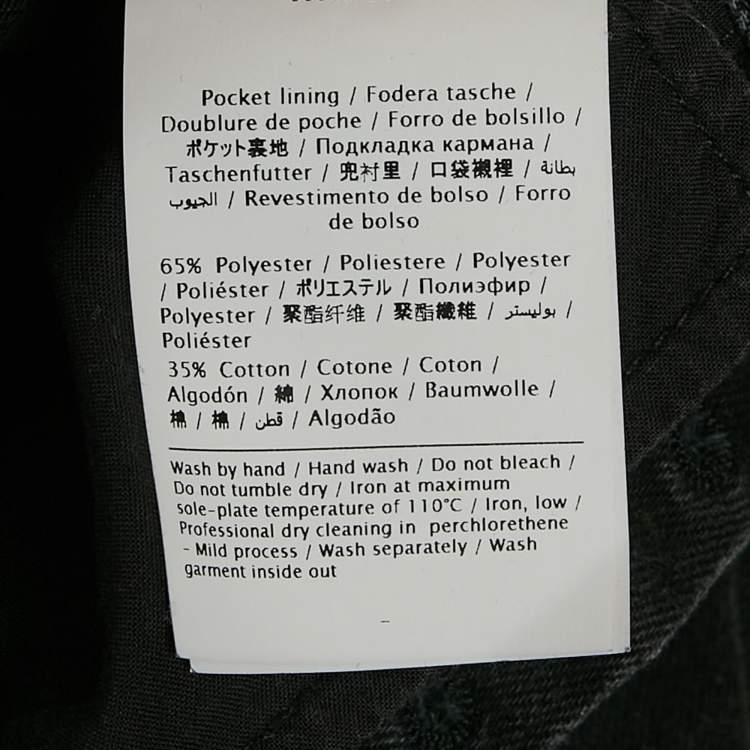 Pocket lining / Fodera tasche /
Doublure de poche / Forro de bolsillo /
ポケット裏地 / Подкладка кармана /
Taschenfutter / 兜衬里 / 口袋襯裡 / بطانة
الجيوب / Revestimento de bolso / Forro
de bolso
65% Polyester / Poliestere / Polyester
/ Poliéster / ポリエステル / Полиэфир /
Polyester / 聚酯纤维 / 聚酯纖維 / بوليستر /
Poliéster
35% Cotton / Cotone / Coton /
Algodón / 綿 / Хлопок / Baumwolle /
棉 / 棉 / قطن / Algodão
Wash by hand / Hand wash / Do not bleach /
Do not tumble dry / Iron at maximum
sole-plate temperature of 110°C / Iron, low /
Professional dry cleaning in perchlorethene
- Mild process / Wash separately / Wash
garment inside out